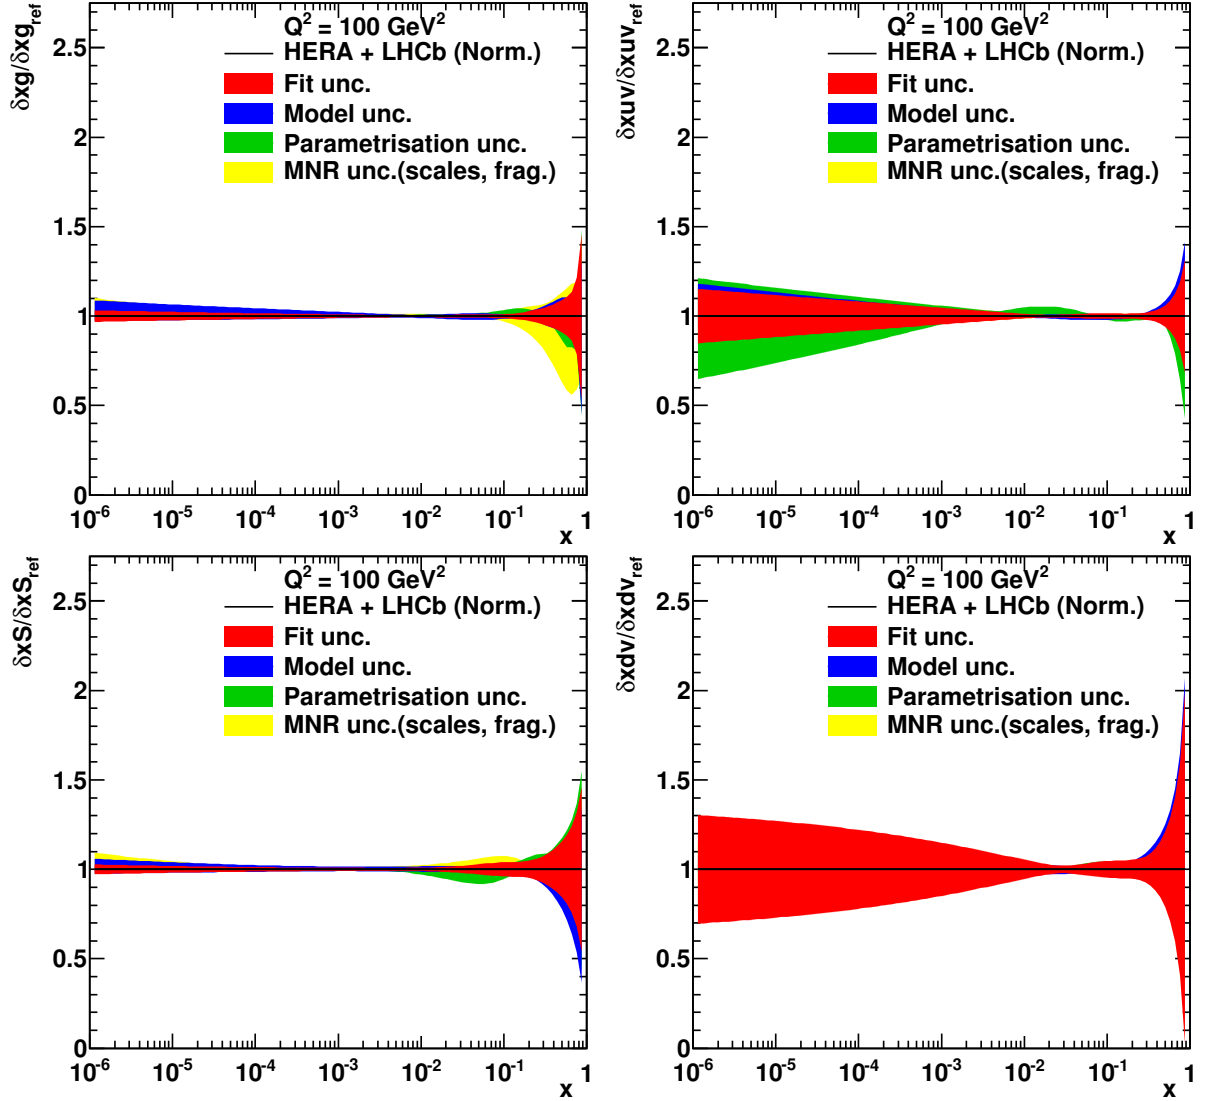 δxg/δxg_ref
Q² = 100 GeV²
HERA + LHCb (Norm.)
Fit unc.
Model unc.
Parametrisation unc.
MNR unc.(scales, frag.)
2.5
2
1.5
1
0.5
0
10⁻⁶ 10⁻⁵ 10⁻⁴ 10⁻³ 10⁻² 10⁻¹ 1
x
δxuv/δxuv_ref
Q² = 100 GeV²
HERA + LHCb (Norm.)
Fit unc.
Model unc.
Parametrisation unc.
MNR unc.(scales, frag.)
2.5
2
1.5
1
0.5
0
10⁻⁶ 10⁻⁵ 10⁻⁴ 10⁻³ 10⁻² 10⁻¹ 1
x
δxS/δxS_ref
Q² = 100 GeV²
HERA + LHCb (Norm.)
Fit unc.
Model unc.
Parametrisation unc.
MNR unc.(scales, frag.)
2.5
2
1.5
1
0.5
0
10⁻⁶ 10⁻⁵ 10⁻⁴ 10⁻³ 10⁻² 10⁻¹ 1
x
δxdv/δxdv_ref
Q² = 100 GeV²
HERA + LHCb (Norm.)
Fit unc.
Model unc.
Parametrisation unc.
MNR unc.(scales, frag.)
2.5
2
1.5
1
0.5
0
10⁻⁶ 10⁻⁵ 10⁻⁴ 10⁻³ 10⁻² 10⁻¹ 1
x